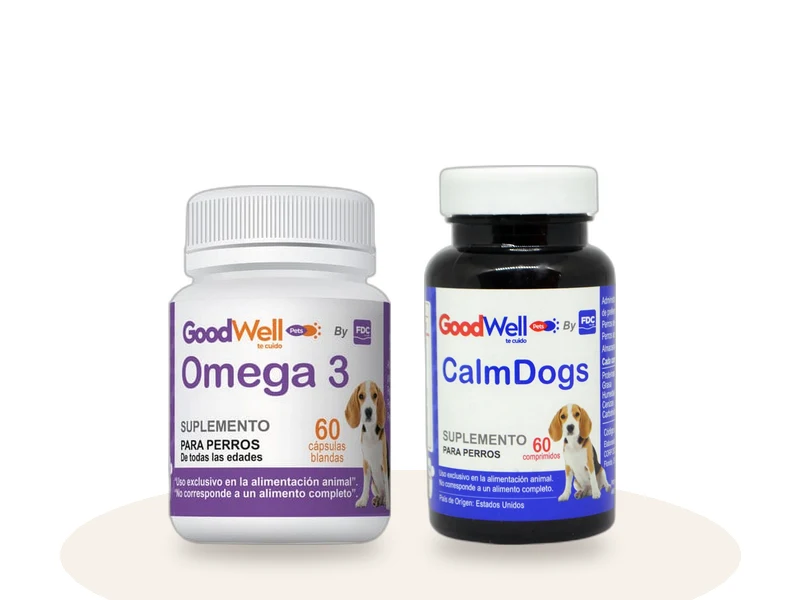 GoodWell Pets By FDC
te cuido
Omega 3
SUPLEMENTO
PARA PERROS
De todas las edades
60
cápsulas
blandas
"Uso exclusivo en la alimentación animal".
"No corresponde a un alimento completo".
GoodWell Pets By FDC
te cuido
CalmDogs
SUPLEMENTO
PARA PERROS
60
comprimidos
Uso exclusivo en la alimentación animal.
No corresponde a un alimento completo.
País de Origen: Estados Unidos